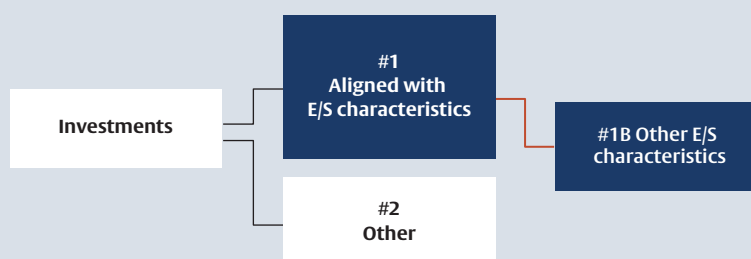 Investments
#1
Aligned with
E/S characteristics
#1B Other E/S
characteristics
#2
Other